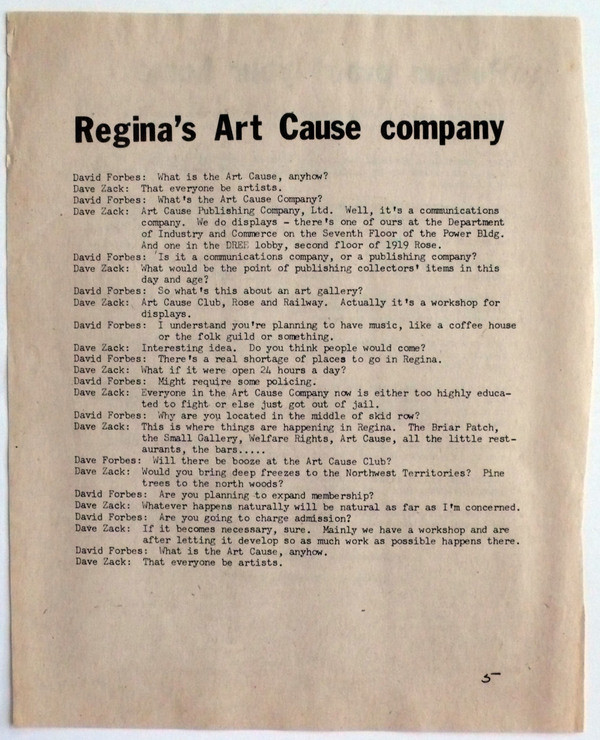 Regina's Art Cause company
David Forbes: What is the Art Cause, anyhow?
Dave Zack: That everyone be artists.
David Forbes: What's the Art Cause Company?
Dave Zack: Art Cause Publishing Company, Ltd. Well, it's a communications
company. We do displays - there's one of ours at the Department
of Industry and Commerce on the Seventh Floor of the Power Bldg.
And one in the DREE lobby, second floor of 1919 Rose.
David Forbes: Is it a communications company, or a publishing company?
Dave Zack: What would be the point of publishing collectors' items in this
day and age?
David Forbes: So what's this about an art gallery?
Dave Zack: Art Cause Club, Rose and Railway. Actually it's a workshop for
displays.
David Forbes: I understand you're planning to have music, like a coffee house
or the folk guild or something.
Dave Zack: Interesting idea. Do you think people would come?
David Forbes: There's a real shortage of places to go in Regina.
Dave Zack: What if it were open 24 hours a day?
David Forbes: Might require some policing.
Dave Zack: Everyone in the Art Cause Company now is either too highly educa-
ted to fight or else just got out of jail.
David Forbes: Why are you located in the middle of skid row?
Dave Zack: This is where things are happening in Regina. The Briar Patch,
the Small Gallery, Welfare Rights, Art Cause, all the little rest-
aurants, the bars.....
Dave Forbes: Will there be booze at the Art Cause Club?
Dave Zack: Would you bring deep freezes to the Northwest Territories? Pine
trees to the north woods?
David Forbes: Are you planning to expand membership?
Dave Zack: Whatever happens naturally will be natural as far as I'm concerned.
David Forbes: Are you going to charge admission?
Dave Zack: If it becomes necessary, sure. Mainly we have a workshop and are
after letting it develop so as much work as possible happens there.
David Forbes: What is the Art Cause, anyhow.
Dave Zack: That everyone be artists.
5